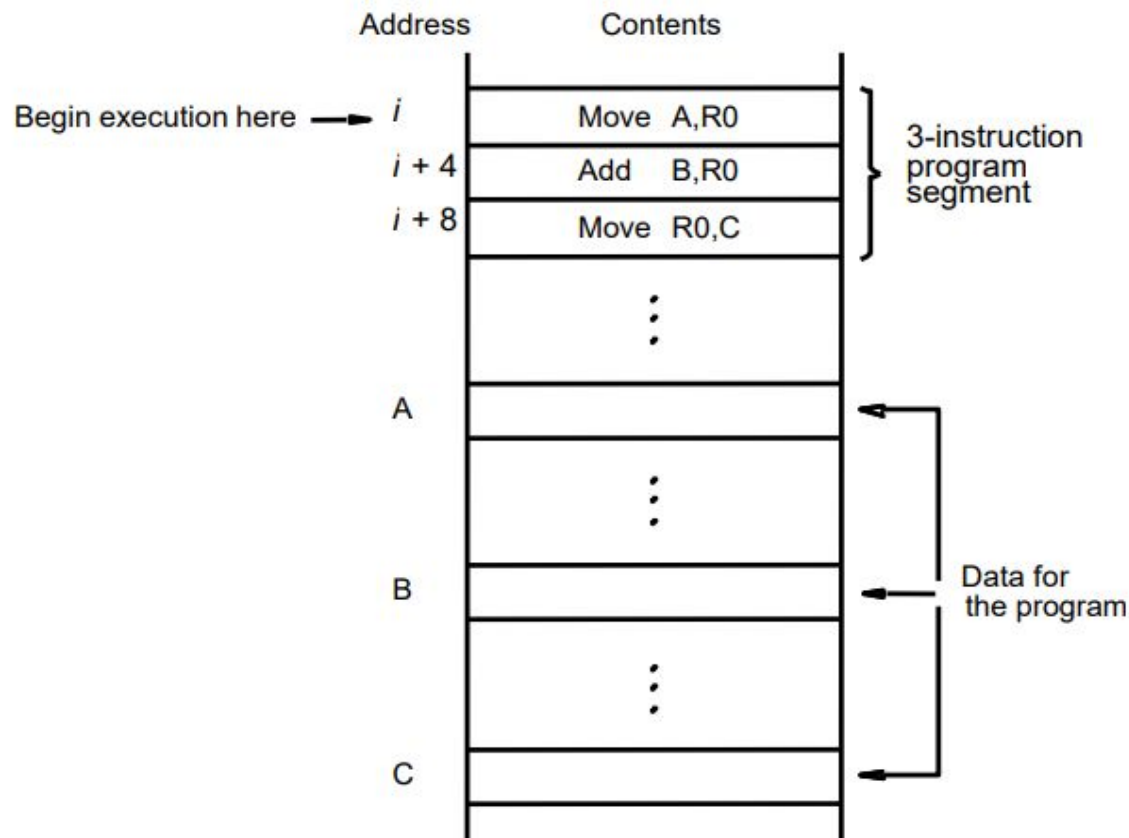 Address Contents
Begin execution here i Move A,R0
i + 4 Add B,R0
i + 8 Move R0,C
3-instruction
program
segment
A
B
Data for
the program
C